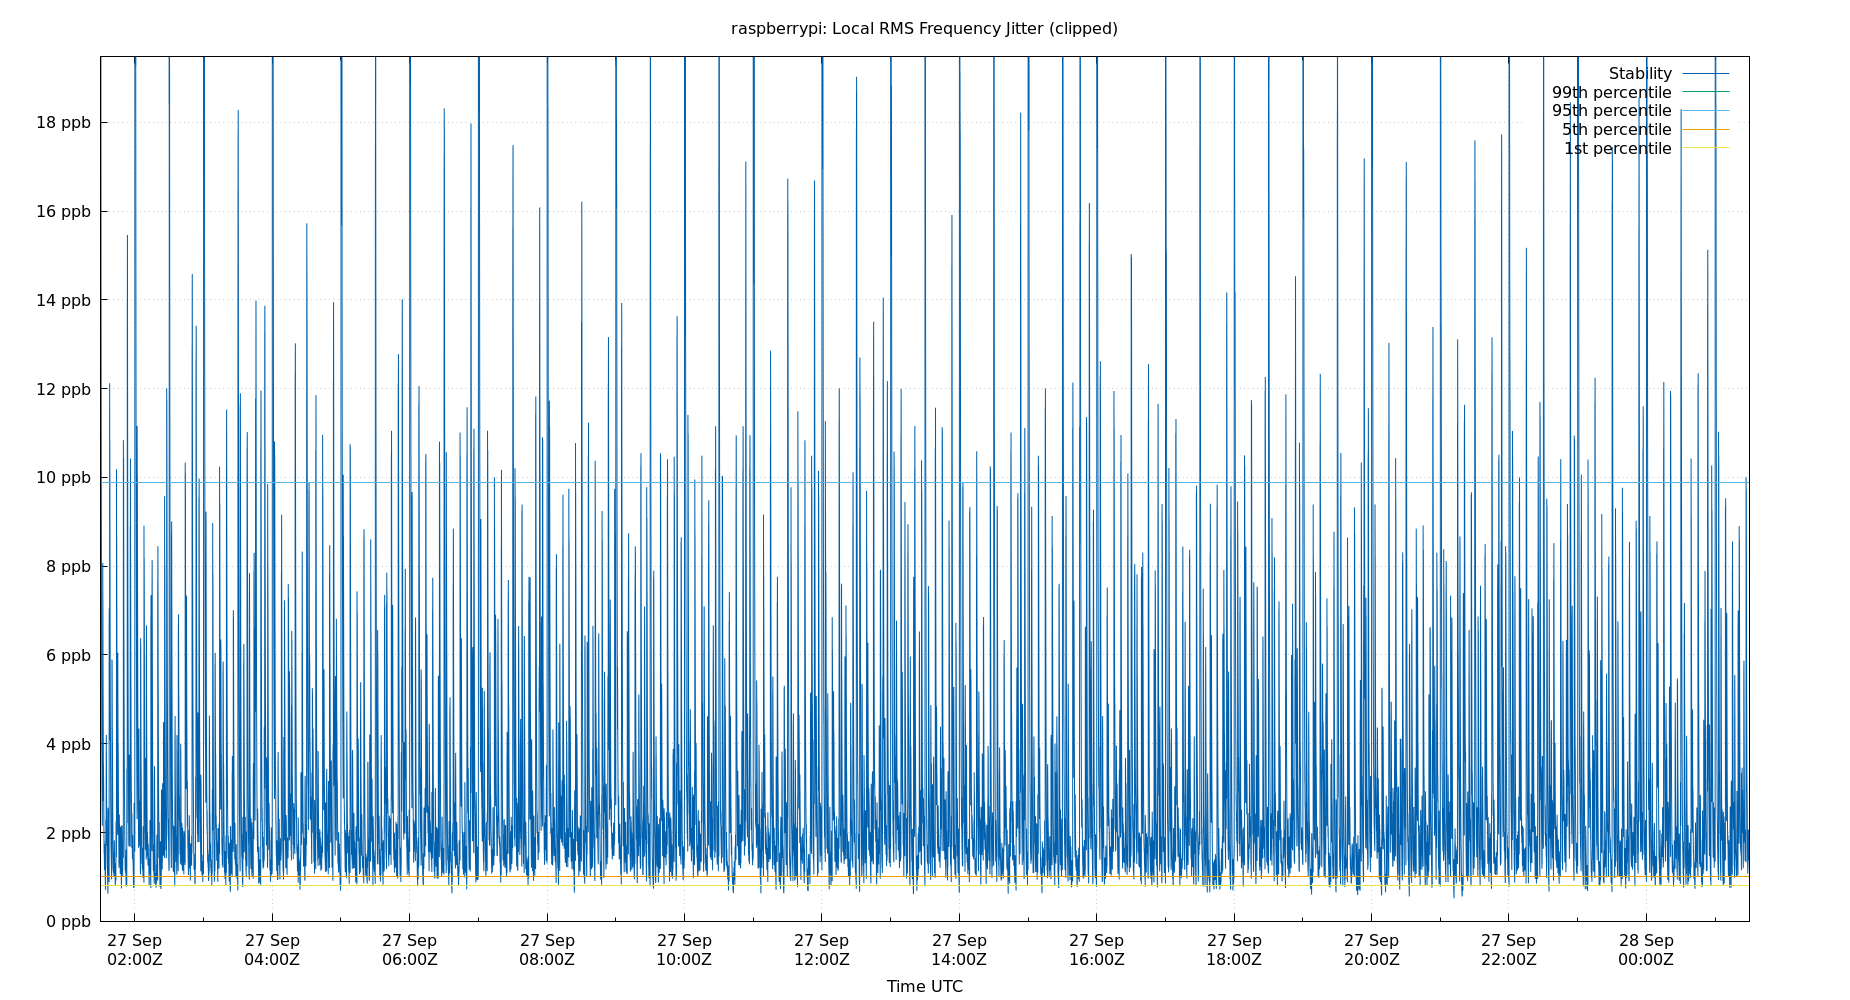 raspberrypi: Local RMS Frequency Jitter (clipped)
Stability
99th percentile
95th percentile
5th percentile
1st percentile
18 ppb
16 ppb
14 ppb
12 ppb
10 ppb
8 ppb
6 ppb
4 ppb
2 ppb
0 ppb
27 Sep 27 Sep 27 Sep 27 Sep 27 Sep 27 Sep 27 Sep 27 Sep 27 Sep 27 Sep 27 Sep 28 Sep
02:00Z 04:00Z 06:00Z 08:00Z 10:00Z 12:00Z 14:00Z 16:00Z 18:00Z 20:00Z 22:00Z 00:00Z
Time UTC